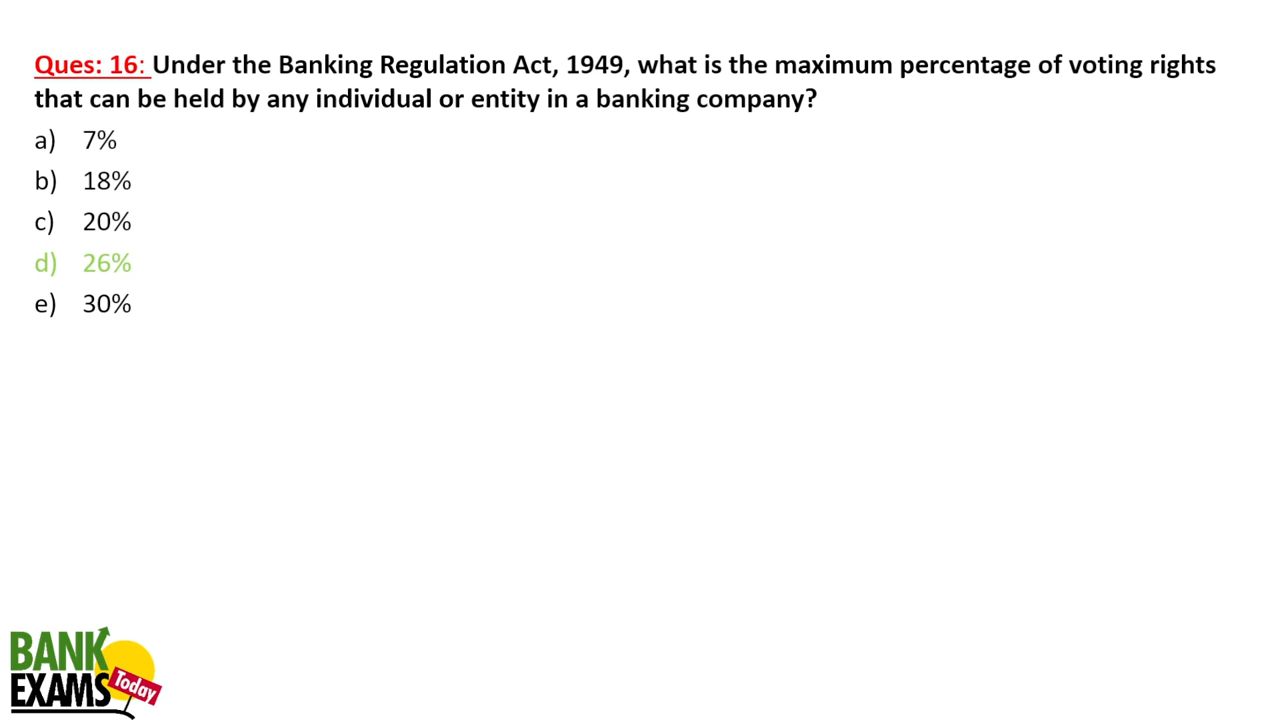 Ques: 16: Under the Banking Regulation Act, 1949, what is the maximum percentage of voting rights
that can be held by any individual or entity in a banking company?
a) 7%
b) 18%
c) 20%
d) 26%
e) 30%
BANK
EXAMS
Today